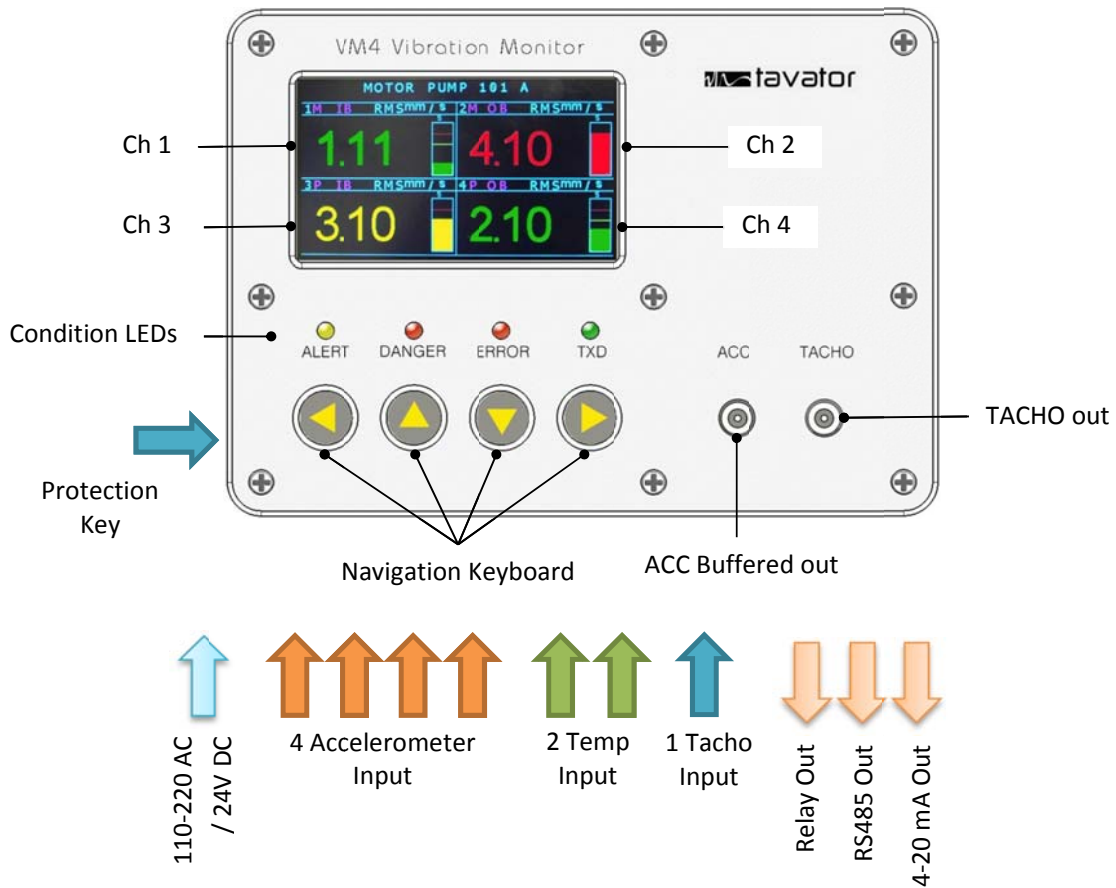 VM4 Vibration Monitor
tavator
MOTOR PUMP 101 A
1M IB RMS mm / s
2M OB RMS mm / s
Ch 1
1.11
4.10
Ch 2
3P IB RMS mm / s
4P OB RMS mm / s
Ch 3
3.10
2.10
Ch 4
Condition LEDs
ALERT
DANGER
ERROR
TXD
ACC
TACHO
TACHO out
Protection
Key
Navigation Keyboard
ACC Buffered out
110-220 AC
/ 24V DC
4 Accelerometer
Input
2 Temp
Input
1 Tacho
Input
Relay Out
RS485 Out
4-20 mA Out